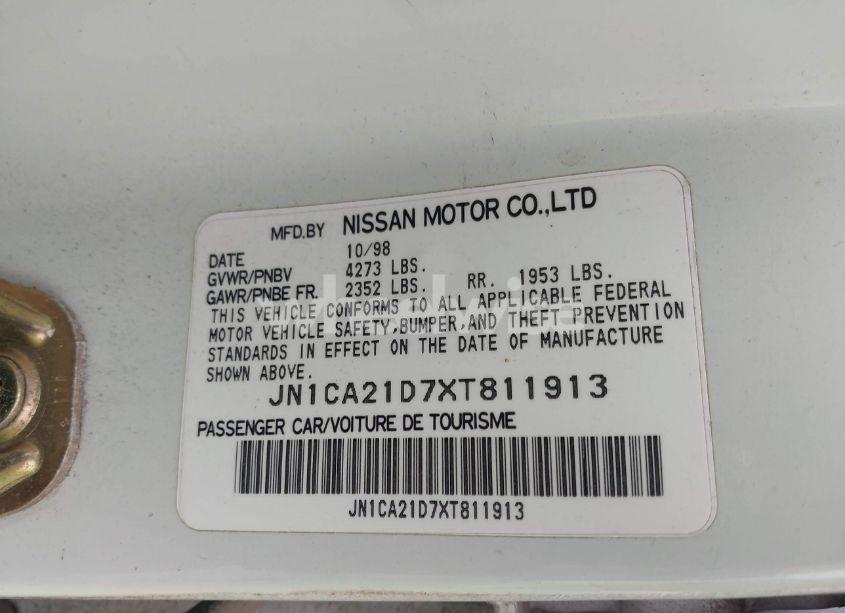 MFD.BY NISSAN MOTOR CO.,LTD
DATE 10/98
GVWR/PNBV 4273 LBS.
GAWR/PNBE FR. 2352 LBS. RR. 1953 LBS.
THIS VEHICLE CONFORMS TO ALL APPLICABLE FEDERAL
MOTOR VEHICLE SAFETY,BUMPER,AND THEFT PREVENTION
STANDARDS IN EFFECT ON THE DATE OF MANUFACTURE
SHOWN ABOVE.
JN1CA21D7XT811913
PASSENGER CAR/VOITURE DE TOURISME
JN1CA21D7XT811913